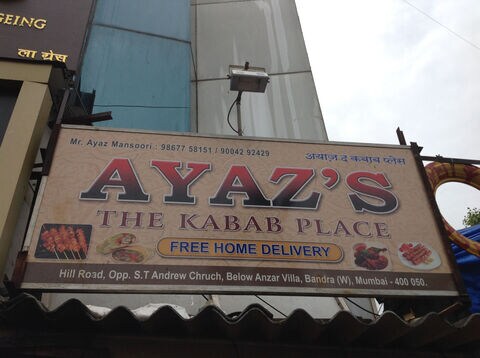 GEING
ला ग्रेस
Mr. Ayaz Mansoori : 98677 58151 / 90042 92429
अयाज़ द कबाब प्लेस
AYAZ'S
THE KABAB PLACE
FREE HOME DELIVERY
Hill Road, Opp. S.T Andrew Chruch, Below Anzar Villa, Bandra (W), Mumbai - 400 050.